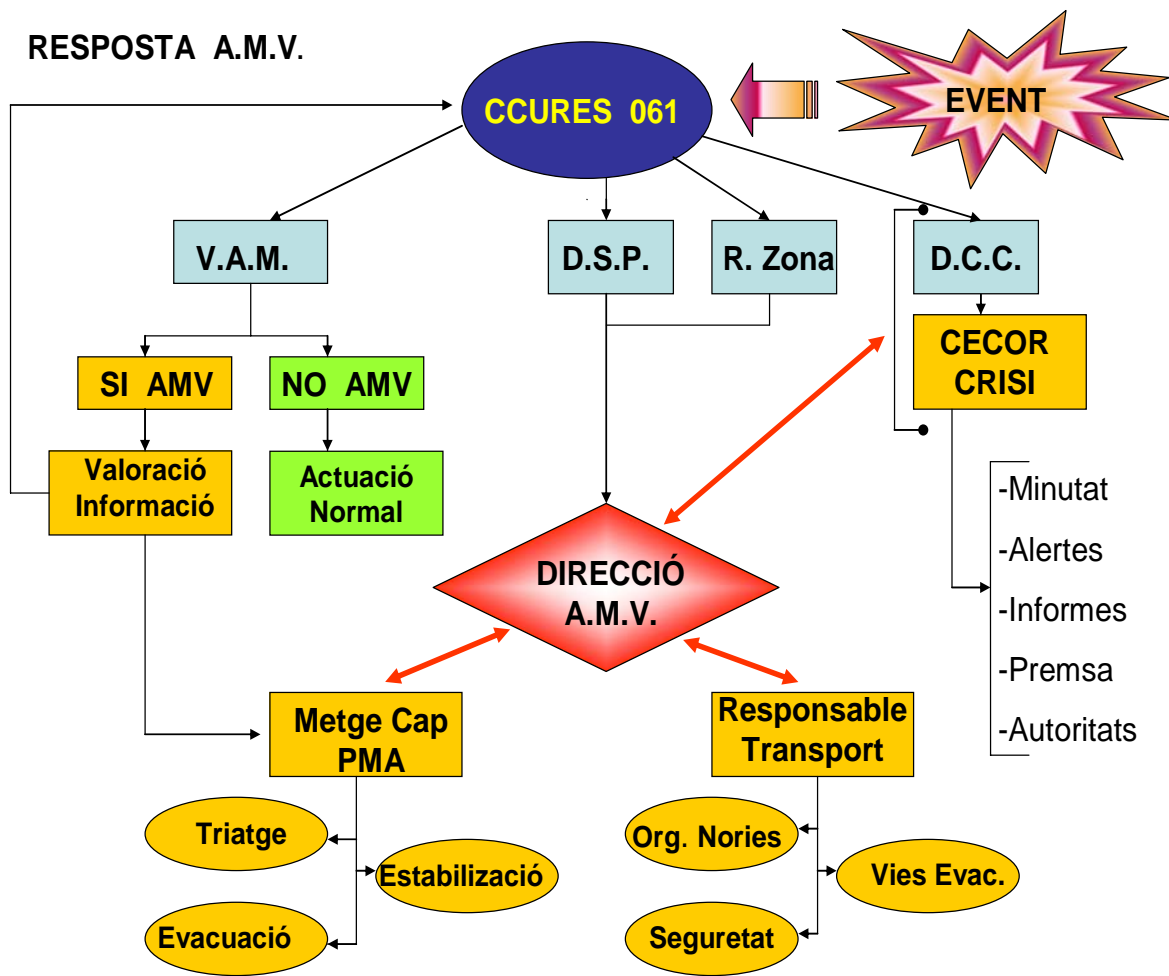 RESPOSTA A.M.V.
CCURES 061
EVENT
V.A.M.
D.S.P.
R. Zona
D.C.C.
SI AMV
NO AMV
CECOR
CRISI
Valoració
Informació
Actuació
Normal
-Minutat
-Alertes
-Informes
-Premsa
-Autoritats
DIRECCIÓ
A.M.V.
Metge Cap
PMA
Responsable
Transport
Triatge
Estabilizació
Evacuació
Org. Nories
Vies Evac.
Seguretat